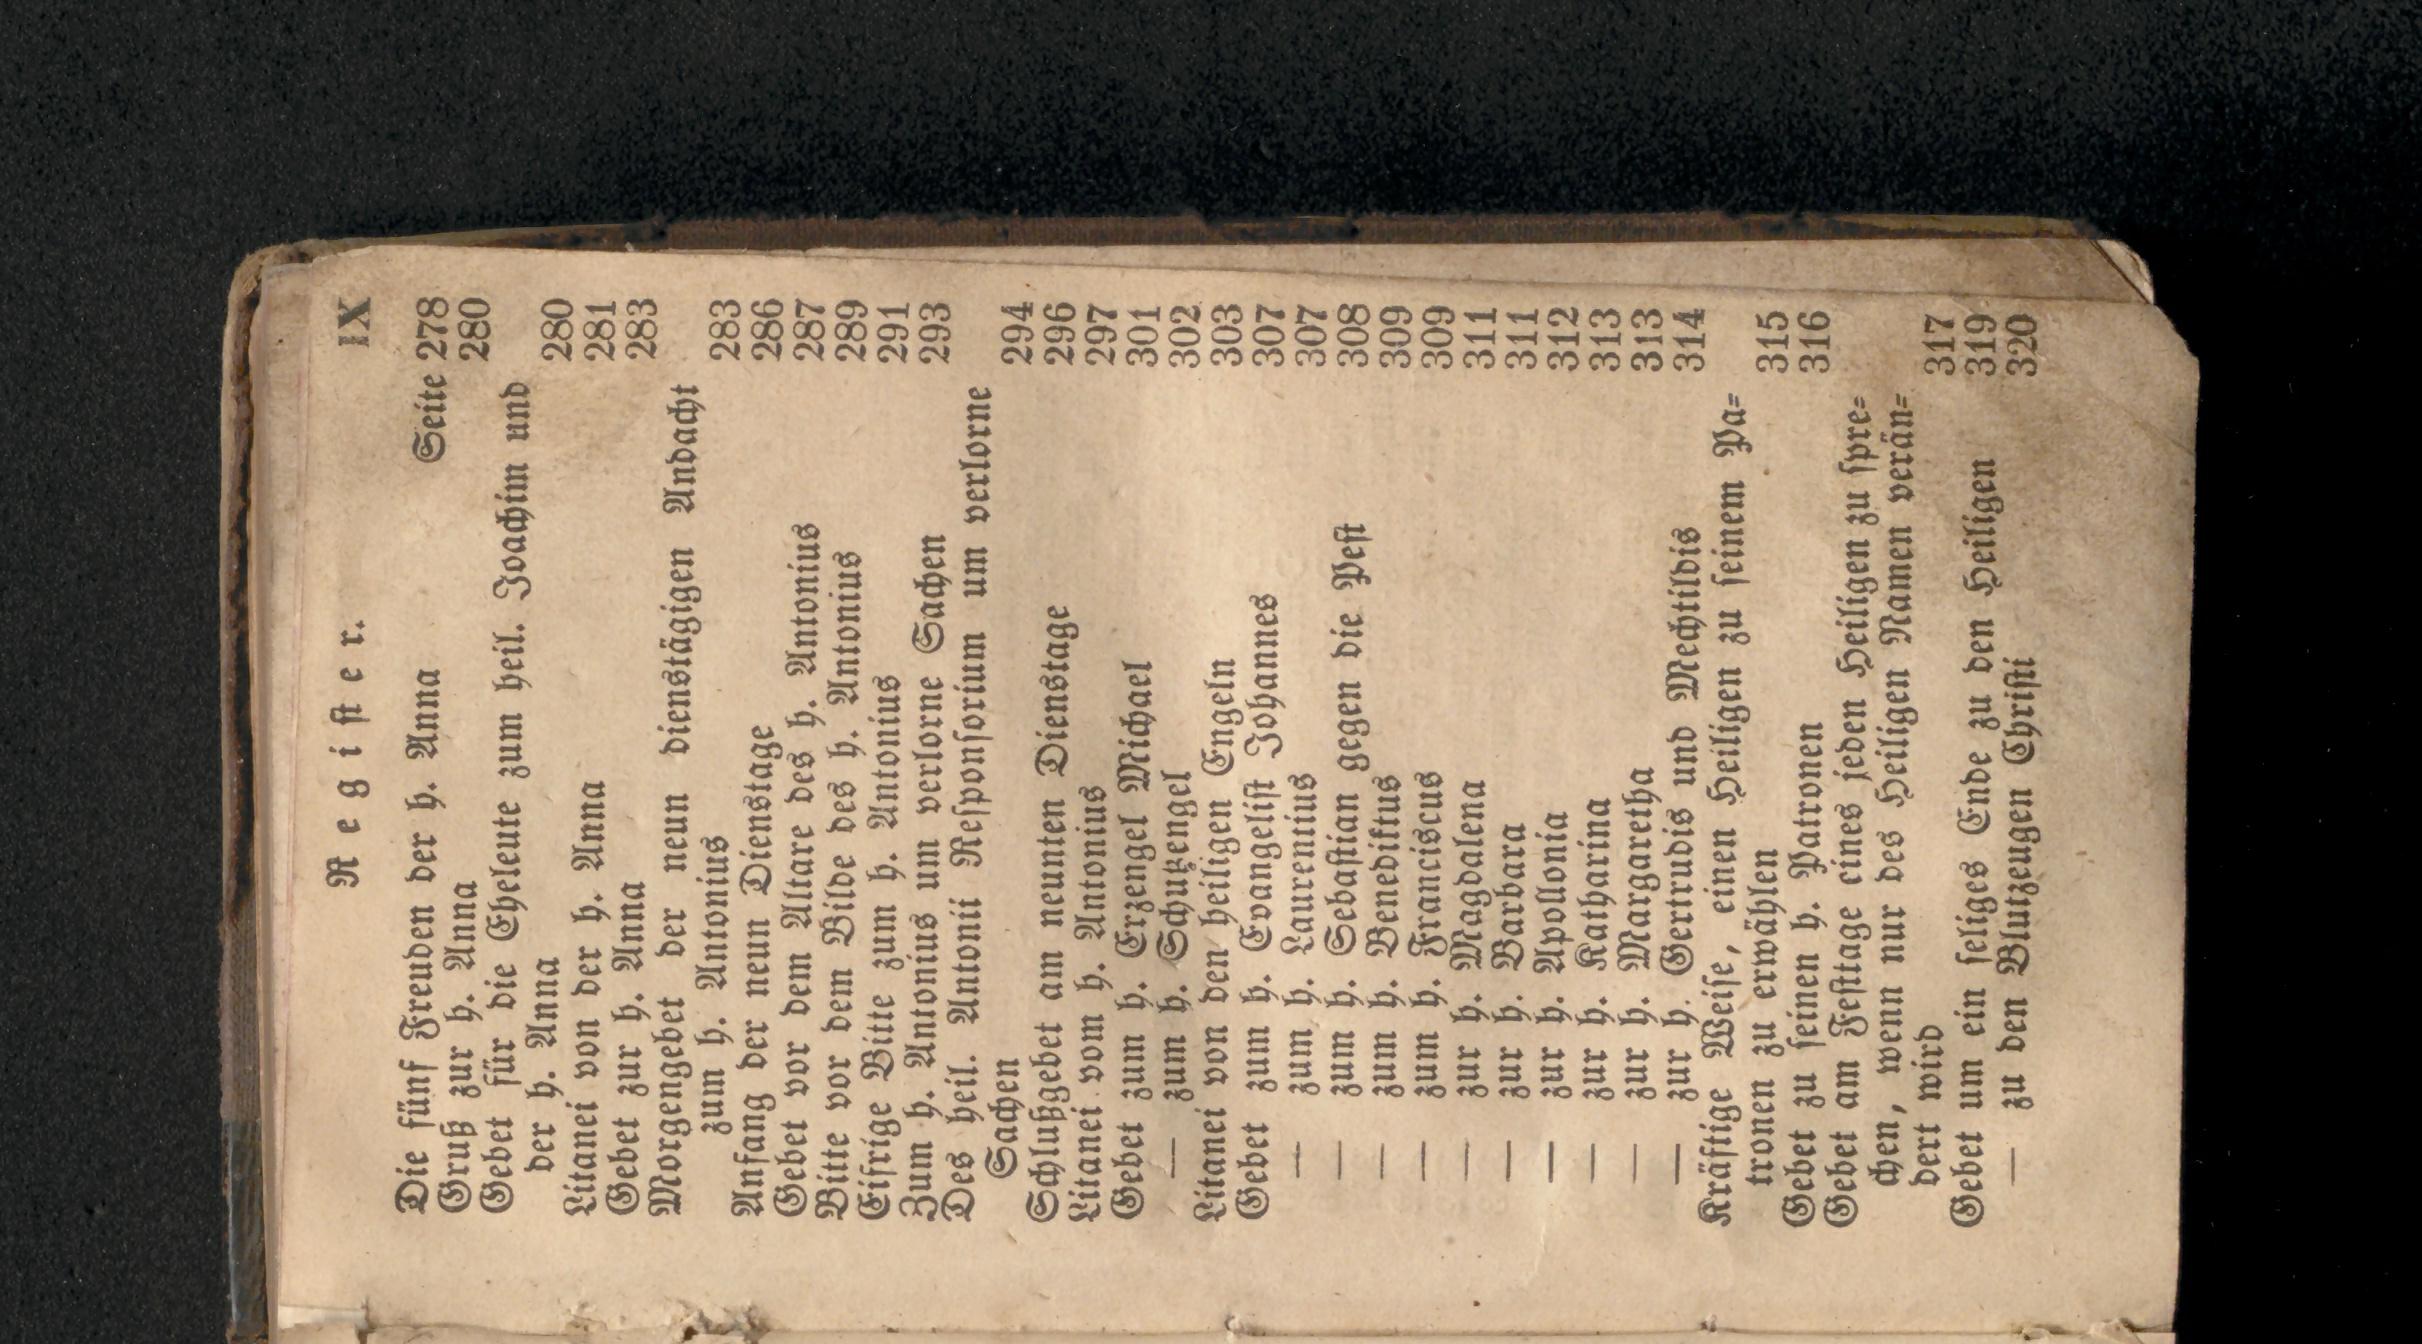 Register. IX
Die fünf Freuden der h. Anna Seite 278
Gruß zur h. Anna 280
Gebet für die Eheleute zum heil. Joachim und
der h. Anna 280
Litanei von der h. Anna 281
Gebet zur h. Anna 283
Morgengebet der neun dienstägigen Andacht
zum h. Antonius 283
Anfang der neun Dienstage 286
Gebet vor dem Altare des h. Antonius 287
Bitte vor dem Bilde des h. Antonius 289
Eifrige Bitte zum h. Antonius 291
Zum h. Antonius um verlorne Sachen 293
Des heil. Antonii Responsorium um verlorne
Sachen 294
Schlußgebet am neunten Dienstage 296
Litanei vom h. Antonius 297
Gebet zum h. Erzengel Michael 301
— zum h. Schutzengel 302
Litanei von den heiligen Engeln 303
Gebet zum h. Evangelist Johannes 307
— zum h. Laurentius 307
— zum h. Sebastian gegen die Pest 308
— zum h. Benediktus 309
— zum h. Franciscus 309
— zur h. Magdalena 311
— zur h. Barbara 311
— zur h. Apollonia 312
— zur h. Katharina 313
— zur h. Margaretha 313
— zur h. Gertrudis und Mechtildis 314
Kräftige Weise, einen Heiligen zu seinem Pa=
tronen zu erwählen 315
Gebet zu seinen h. Patronen 316
Gebet am Festtage eines jeden Heiligen zu spre=
chen, wenn nur des Heiligen Namen verän=
dert wird 317
Gebet um ein seliges Ende zu den Heiligen 319
— zu den Blutzeugen Christi 320